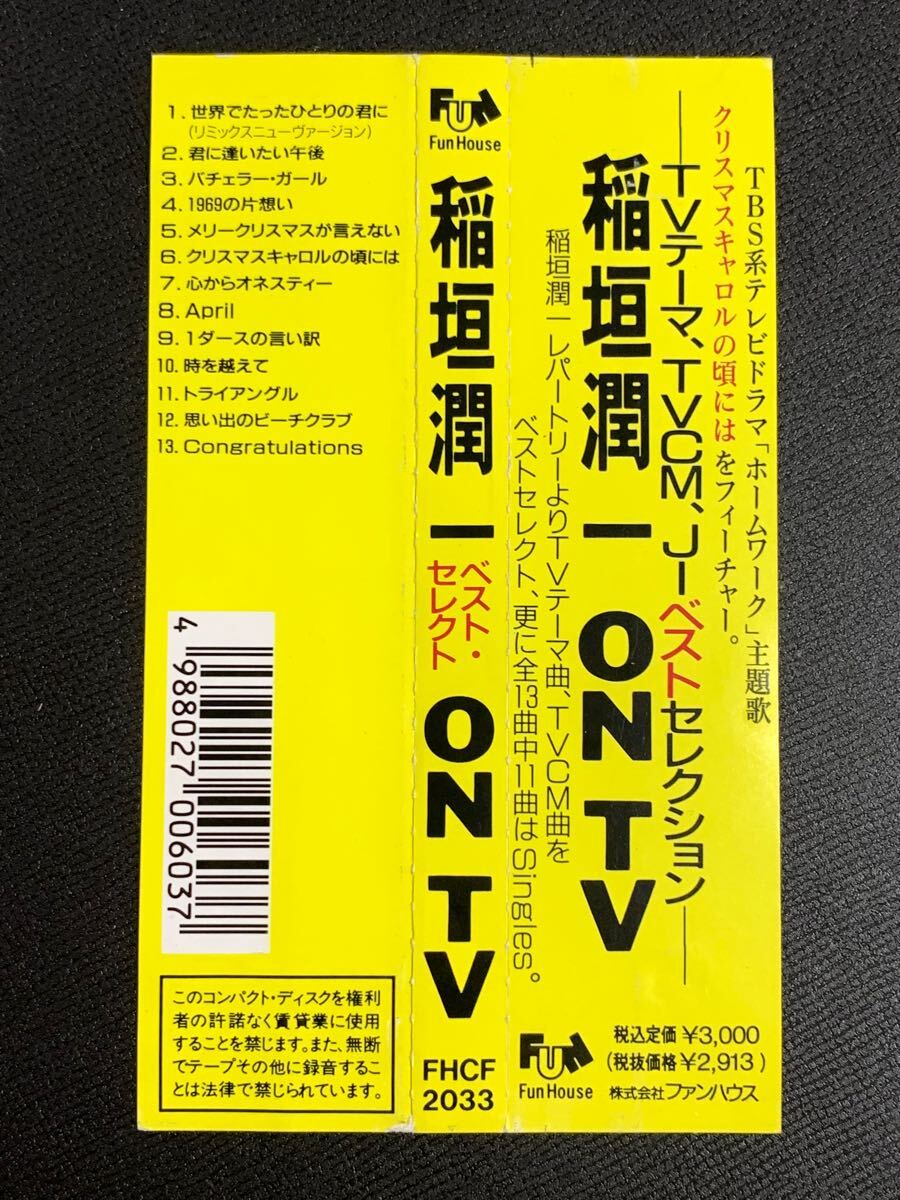 TBS系テレビドラマ「ホームワーク」主題歌
クリスマスキャロルの頃にはをフィーチャー。
—TVテーマ、TVCM、J—ベストセレクション—
稲垣潤一 ON TV
稲垣潤一レパートリーよりTVテーマ曲、TVCM曲を
ベストセレクト、更に全13曲中11曲はSingles。
Fun
Fun House
税込定価 ¥3,000
(税抜価格 ¥2,913)
株式会社 ファンハウス
Fun
Fun House
稲垣潤一 ベスト・セレクト ON TV
FHCF
2033
1. 世界でたったひとりの君に
(リミックスニューヴァージョン)
2. 君に逢いたい午後
3. バチェラー・ガール
4. 1969の片想い
5. メリークリスマスが言えない
6. クリスマスキャロルの頃には
7. 心からオネスティー
8. April
9. 1ダースの言い訳
10. 時を越えて
11. トライアングル
12. 思い出のビーチクラブ
13. Congratulations
4 988027 006037
このコンパクト・ディスクを権利
者の許諾なく賃貸業に使用
することを禁じます。また、無断
でテープその他に録音するこ
とは法律で禁じられています。